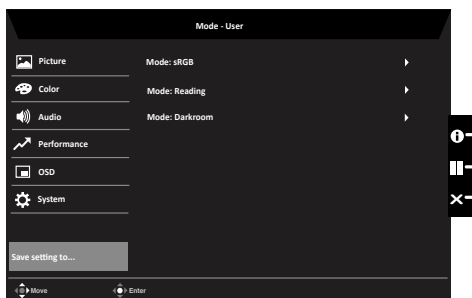 Mode - User
Picture
Color
Audio
Performance
OSD
System
Save setting to...
Mode: sRGB
Mode: Reading
Mode: Darkroom
Move
Enter